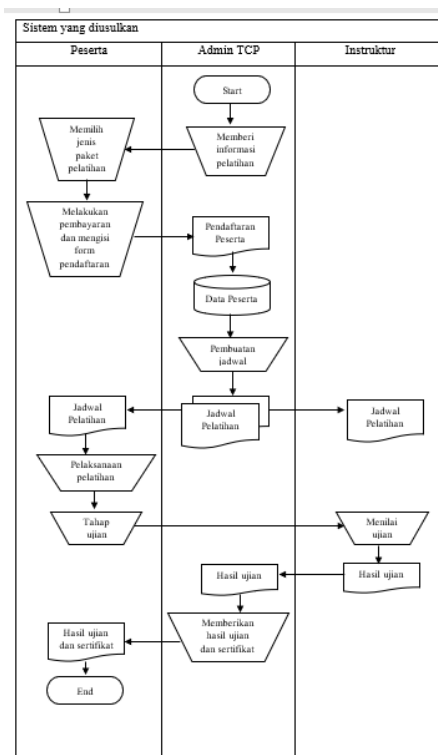 Sistem yang diusulkan
Peserta
Admin TCP
Instruktur
Start
Memberi
informasi
pelatihan
Memilih
jenis
paket
pelatihan
Melakukan
pembayaran
dan mengisi
form
pendaftaran
Pendaftaran
Peserta
Data Peserta
Pembuatan
jadwal
Jadwal
Pelatihan
Jadwal
Pelatihan
Jadwal
Pelatihan
Pelaksanaan
pelatihan
Tahap
ujian
Menilai
ujian
Hasil ujian
Hasil ujian
Memberikan
hasil ujian
dan sertifikat
Hasil ujian
dan sertifikat
End